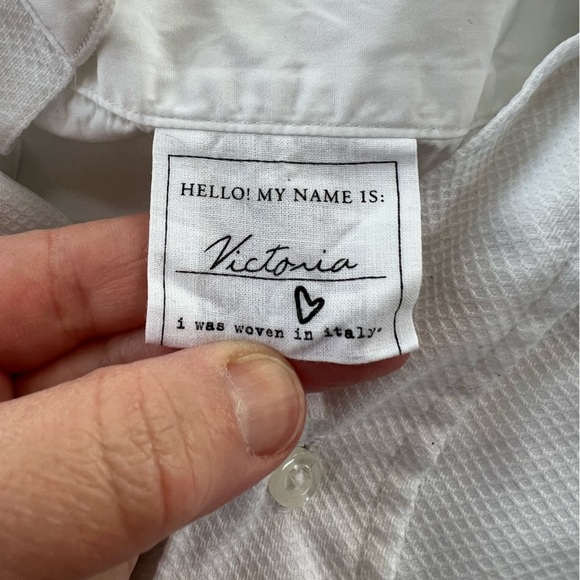 HELLO! MY NAME IS:
Victoria
i was woven in italy.